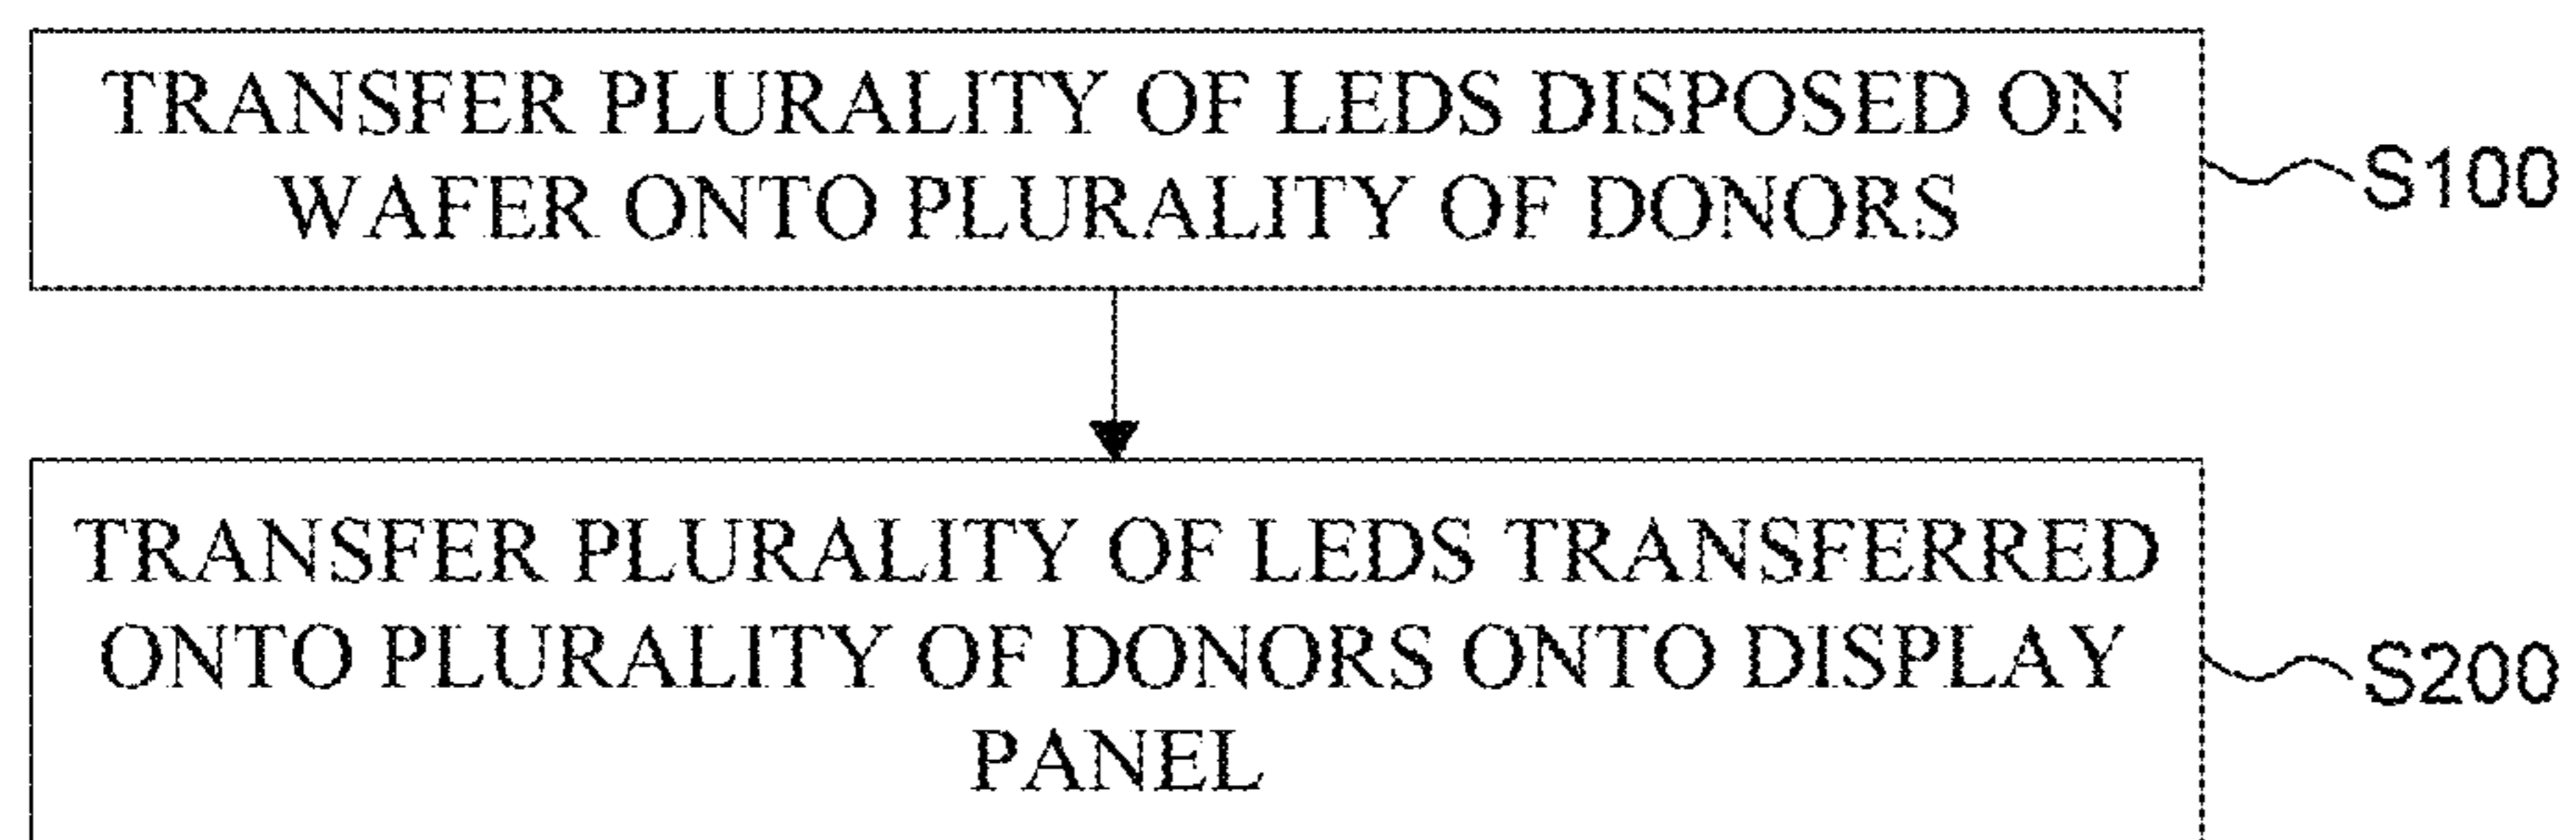 TRANSFER PLURALITY OF LEDS DISPOSED ON
WAFER ONTO PLURALITY OF DONORS
S100
TRANSFER PLURALITY OF LEDS TRANSFERRED
ONTO PLURALITY OF DONORS ONTO DISPLAY
PANEL
S200